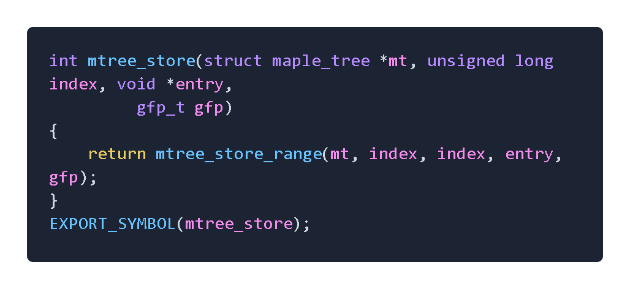 int mtree_store(struct maple_tree *mt, unsigned long
index, void *entry,
         gfp_t gfp)
{
    return mtree_store_range(mt, index, index, entry,
gfp);
}
EXPORT_SYMBOL(mtree_store);